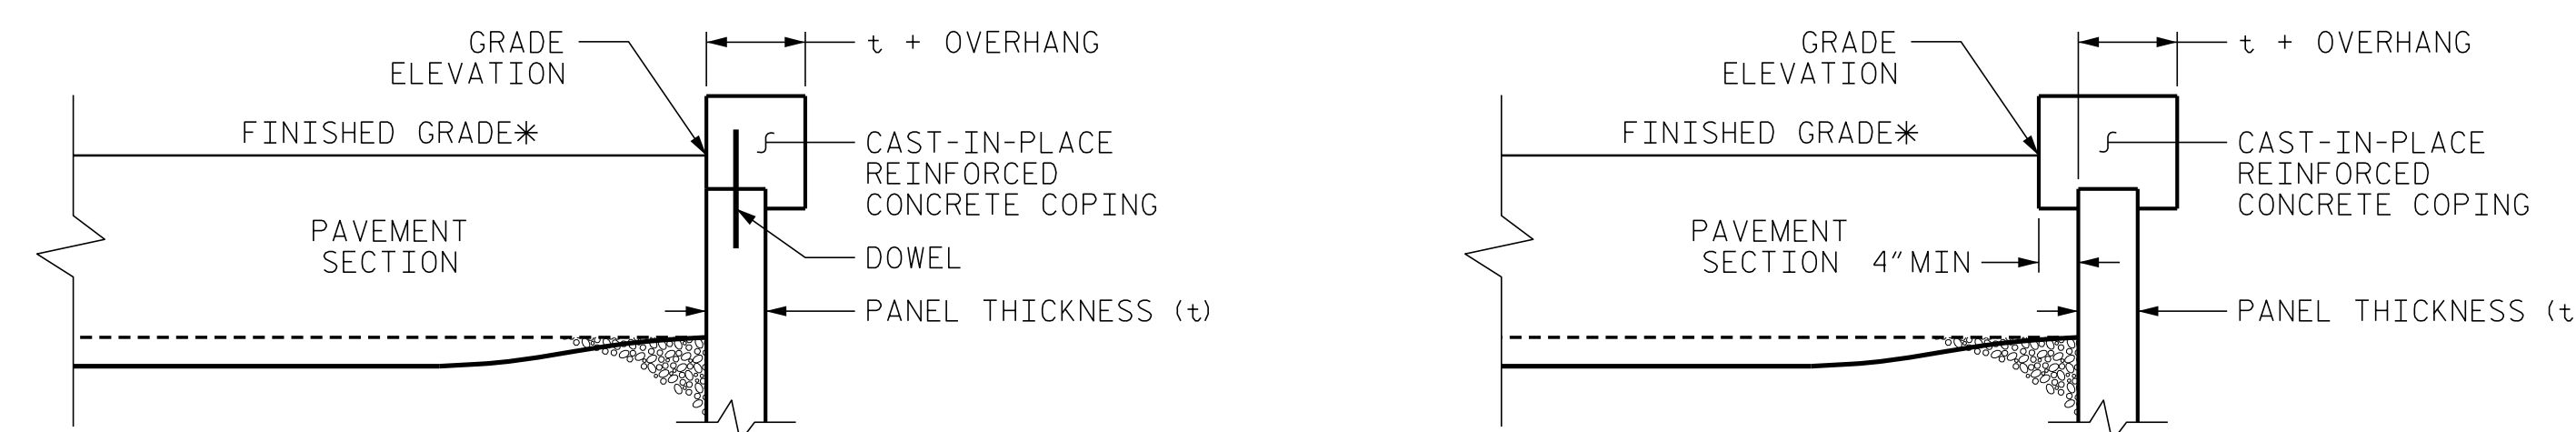 GRADE
ELEVATION
t + OVERHANG
FINISHED GRADE*
CAST-IN-PLACE
REINFORCED
CONCRETE COPING
PAVEMENT
SECTION
DOWEL
PANEL THICKNESS (t)
GRADE
ELEVATION
t + OVERHANG
FINISHED GRADE*
CAST-IN-PLACE
REINFORCED
CONCRETE COPING
PAVEMENT
SECTION
4" MIN
PANEL THICKNESS (t